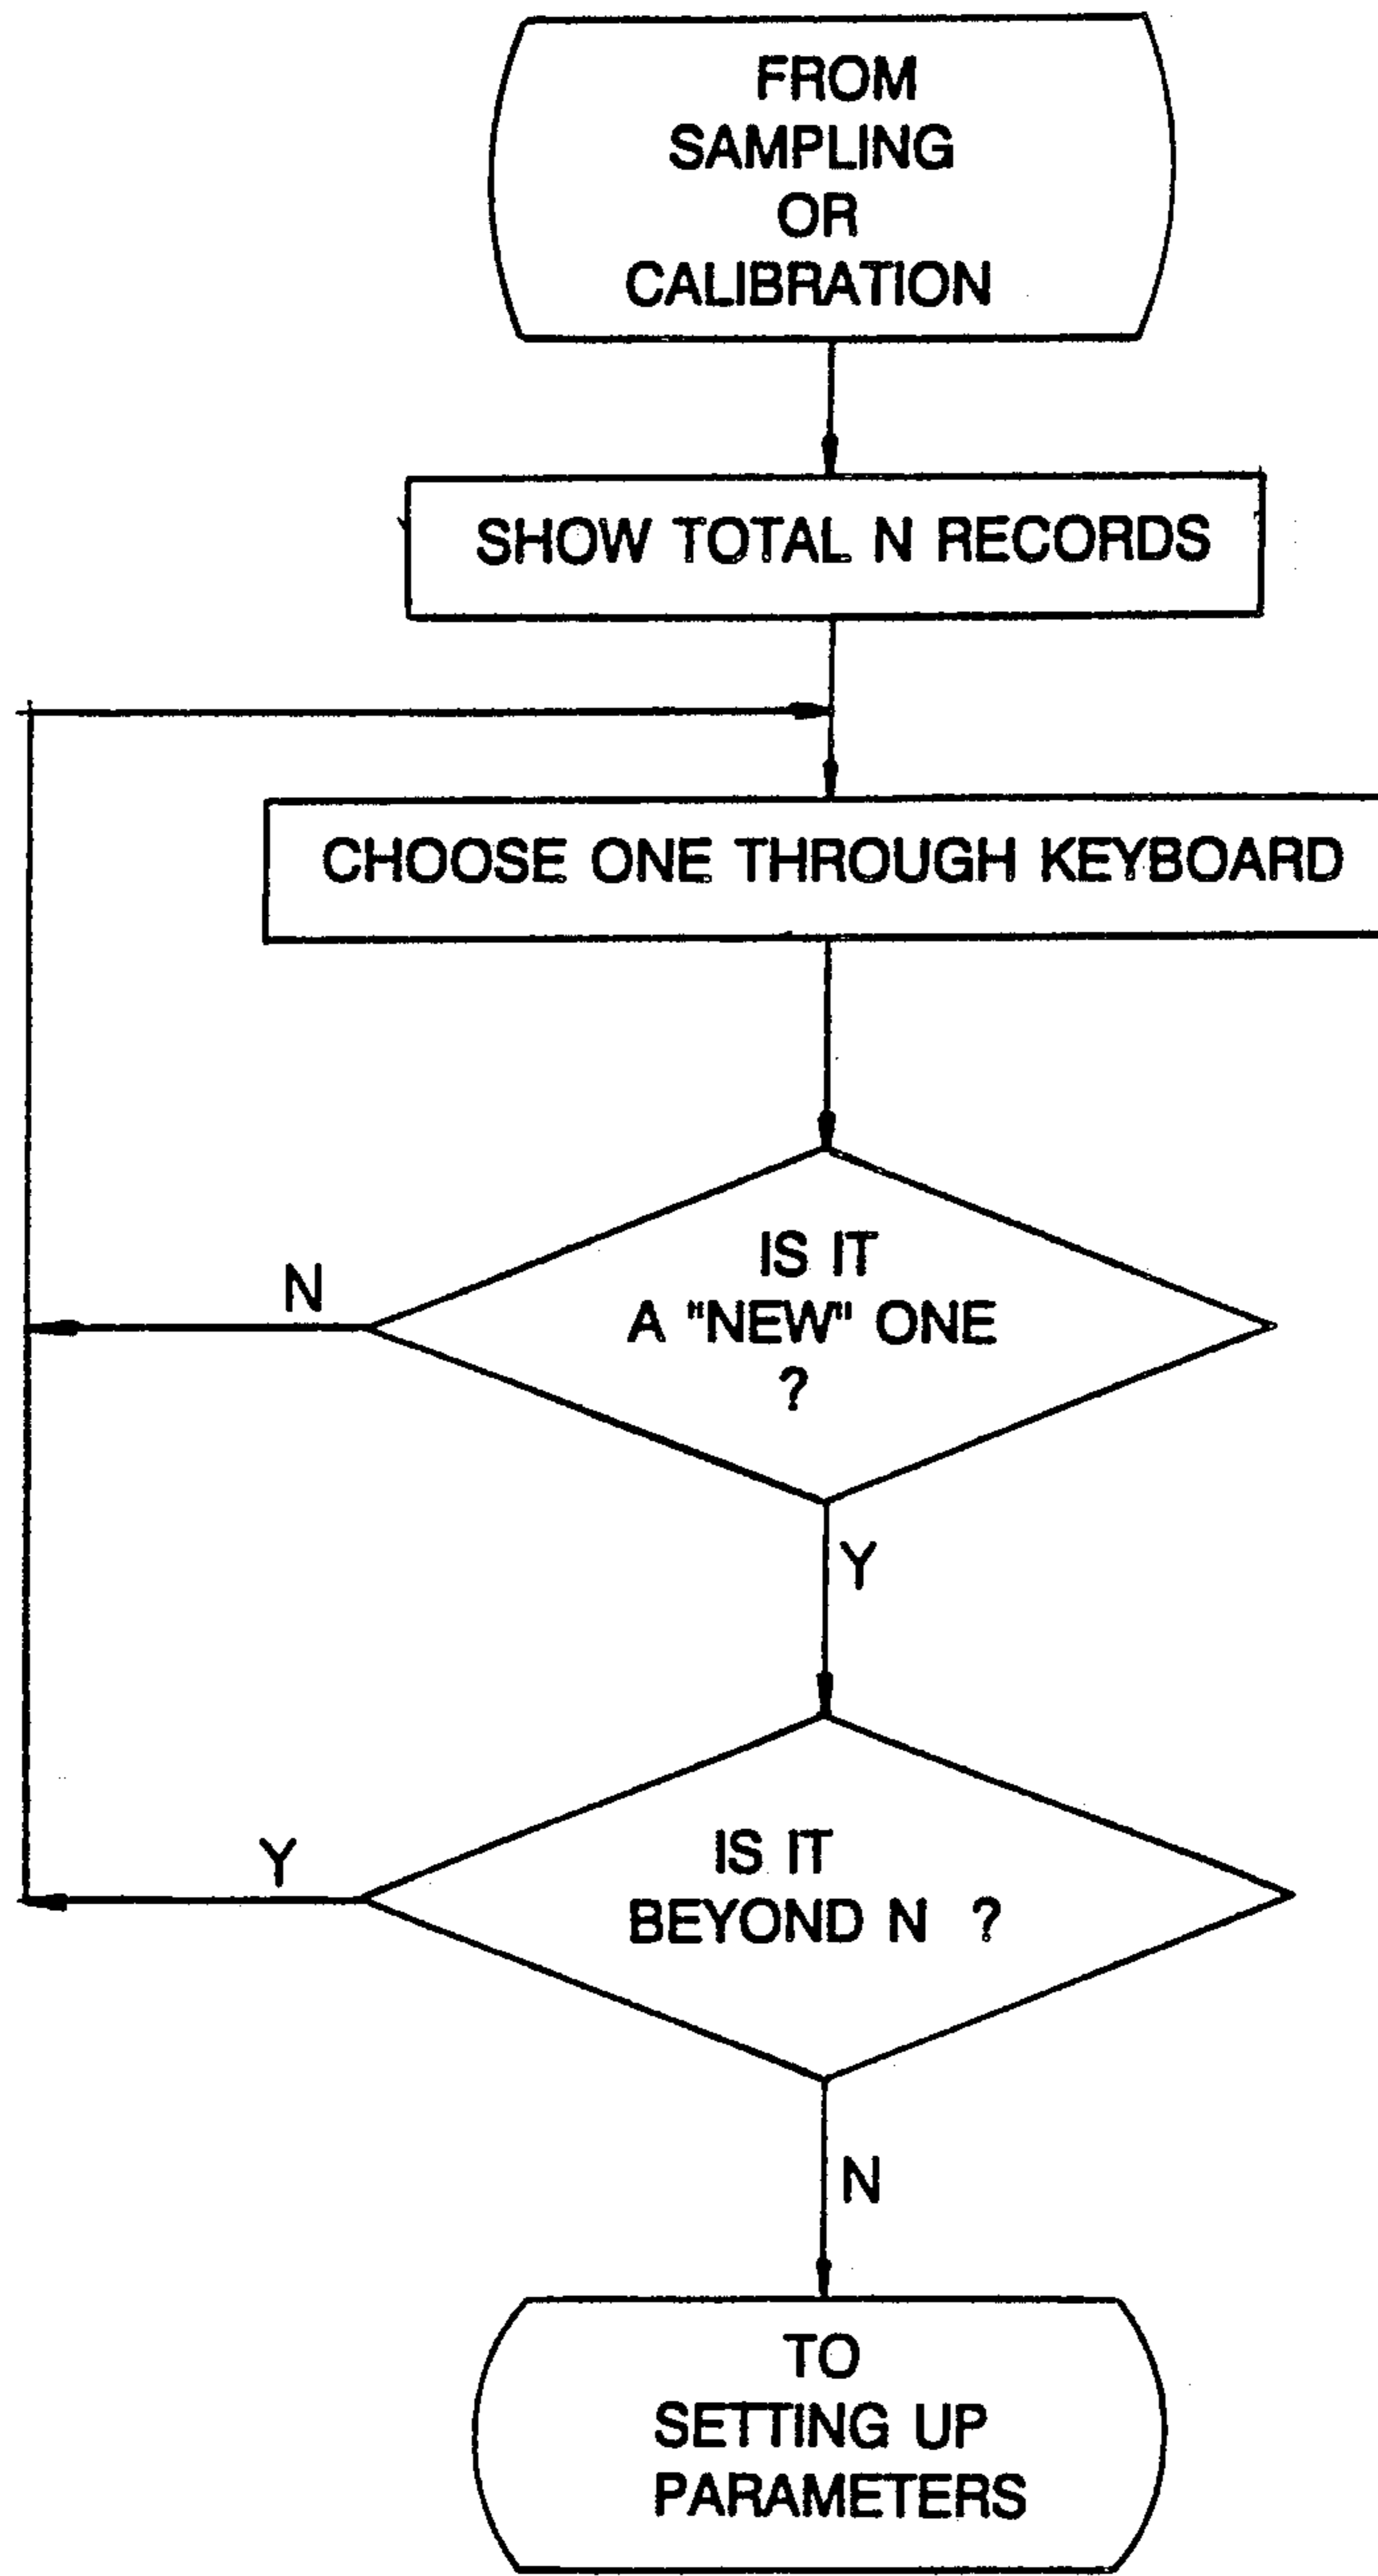 FROM
SAMPLING
OR
CALIBRATION
SHOW TOTAL N RECORDS
CHOOSE ONE THROUGH KEYBOARD
IS IT
A "NEW" ONE
?
N
Y
IS IT
BEYOND N ?
Y
N
TO
SETTING UP
PARAMETERS